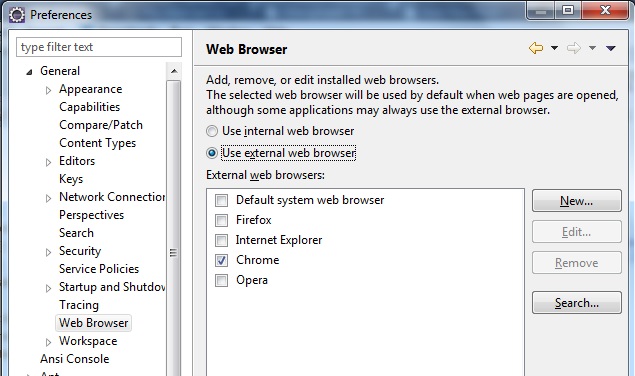 Preferences
type filter text
General
Appearance
Capabilities
Compare/Patch
Content Types
Editors
Keys
Network Connection
Perspectives
Search
Security
Service Policies
Startup and Shutdow
Tracing
Web Browser
Workspace
Ansi Console
Ant
Web Browser
Add, remove, or edit installed web browsers.
The selected web browser will be used by default when web pages are opened,
although some applications may always use the external browser.
Use internal web browser
Use external web browser
External web browsers:
Default system web browser
Firefox
Internet Explorer
Chrome
Opera
New...
Edit...
Remove
Search...